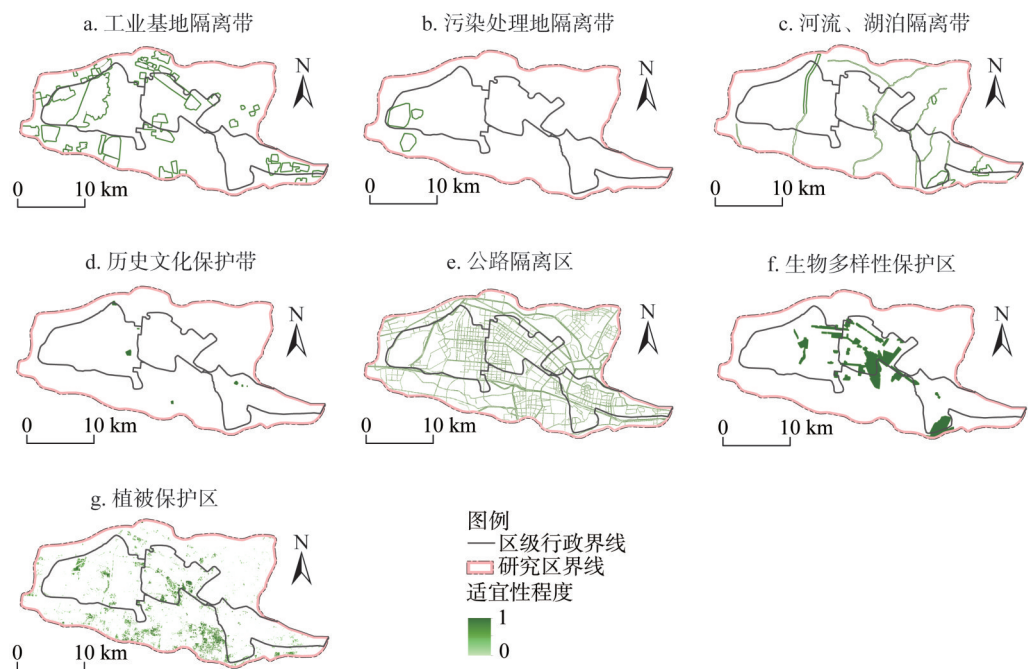 a. 工业基地隔离带
b. 污染处理地隔离带
c. 河流、湖泊隔离带
N
N
N
0 10 km
0 10 km
0 10 km
d. 历史文化保护带
e. 公路隔离区
f. 生物多样性保护区
N
N
N
0 10 km
0 10 km
0 10 km
g. 植被保护区
N
0 10 km
图例
区级行政界线
研究区界线
适宜性程度
1
0